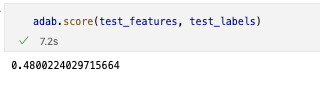 adab.score(test_features, test_labels)
7.2s
0.4800224029715664